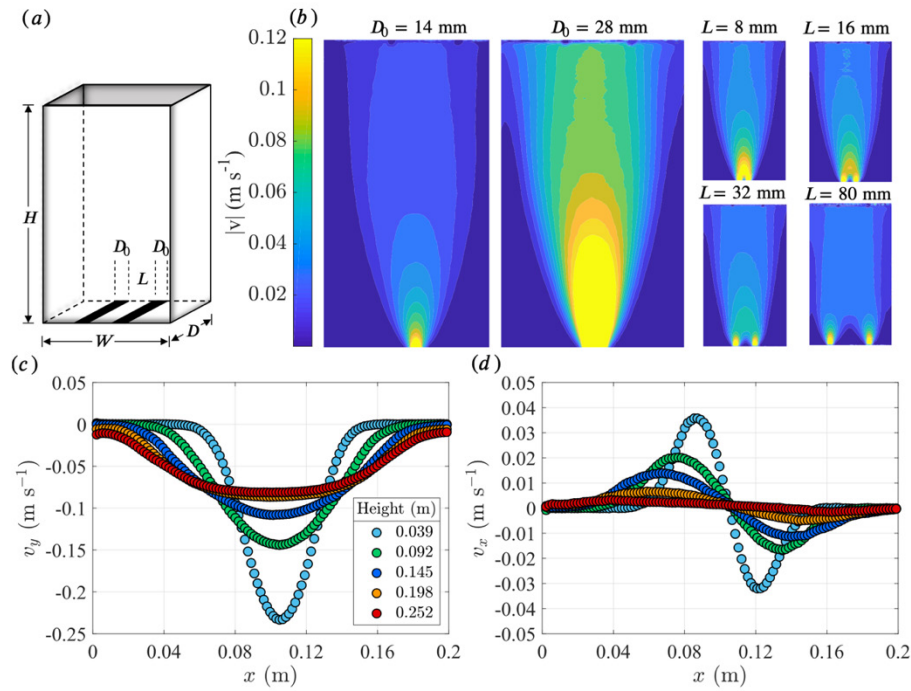 (a)
H
D0
D0
L
W
D
(b)
D0 = 14 mm
D0 = 28 mm
L = 8 mm
L = 16 mm
L = 32 mm
L = 80 mm
0.12
0.1
0.08
0.06
0.04
0.02
|v| (m s−1)
(c)
0.05
0
-0.05
-0.1
-0.15
-0.2
-0.25
vy (m s−1)
0
0.04
0.08
0.12
0.16
0.2
x (m)
Height (m)
0.039
0.092
0.145
0.198
0.252
(d)
0.05
0.04
0.03
0.02
0.01
0
-0.01
-0.02
-0.03
-0.04
0.05
vx (m s−1)
0
0.04
0.08
0.12
0.16
0.2
x (m)